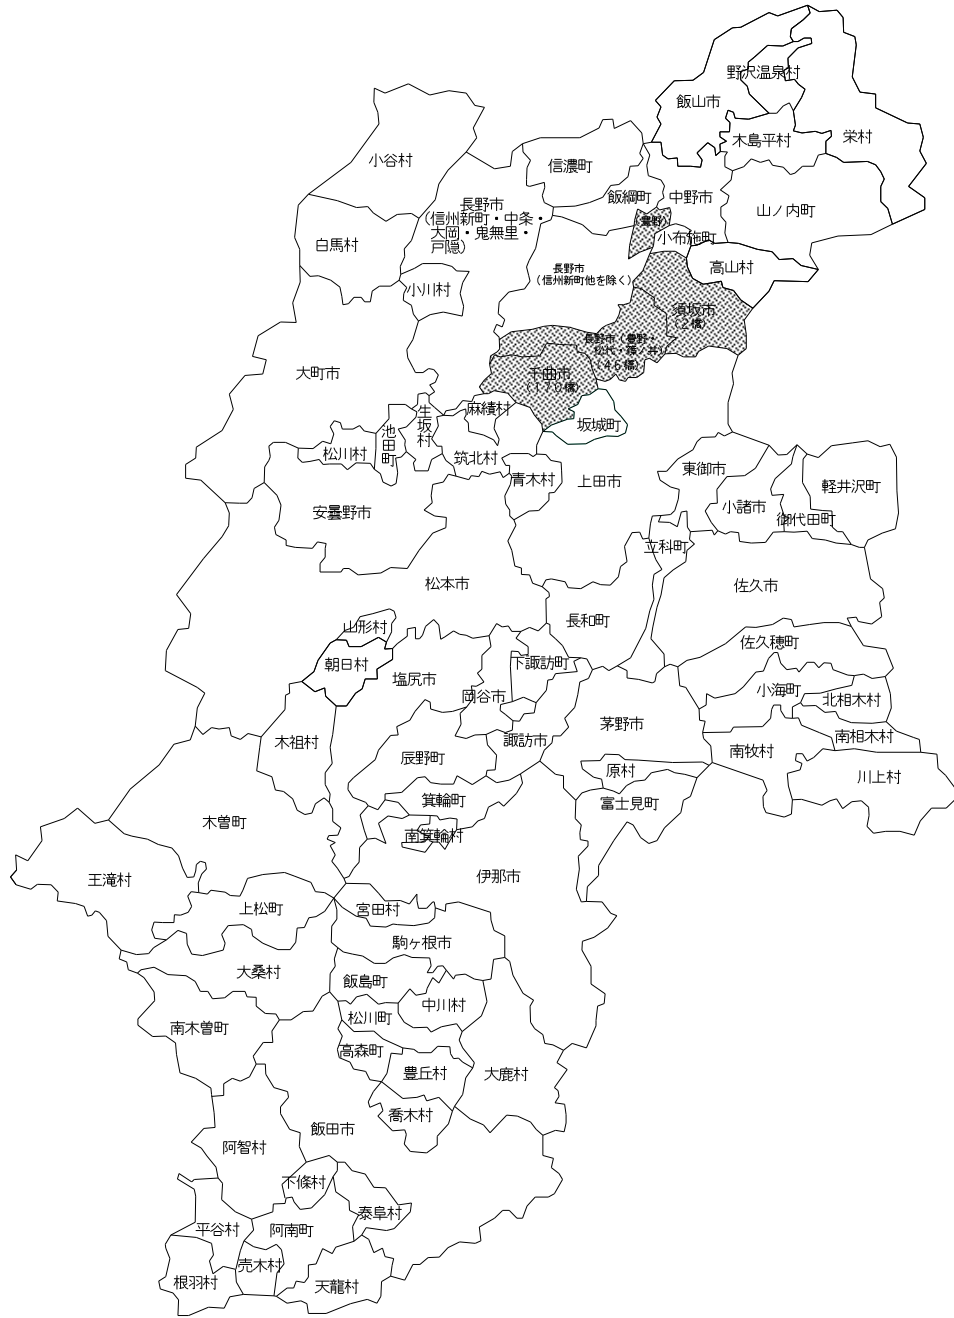 野沢温泉村
飯山市
栄村
木島平村
小谷村
信濃町
飯綱町
中野市
長野市
(信州新町・中条・
大岡・鬼無里・
戸隠)
山ノ内町
(豊野)
小布施町
白馬村
長野市
(信州新町他を除く)
高山村
小川村
須坂市
(2橋)
長野市(豊野・
松代・篠ノ井)
(46橋)
大町市
千曲市
(170橋)
麻績村
生坂村
坂城町
池田町
松川村
筑北村
青木村
上田市
東御市
軽井沢町
小諸市
御代田町
安曇野市
立科町
松本市
佐久市
長和町
山形村
佐久穂町
朝日村
下諏訪町
塩尻市
岡谷市
小海町
北相木村
茅野市
木祖村
諏訪市
南相木村
南牧村
辰野町
原村
川上村
箕輪町
富士見町
木曽町
南箕輪村
王滝村
伊那市
上松町
宮田村
駒ヶ根市
大桑村
飯島町
中川村
松川町
南木曽町
高森町
豊丘村
大鹿村
喬木村
飯田市
阿智村
下條村
泰阜村
平谷村
阿南町
売木村
根羽村
天龍村